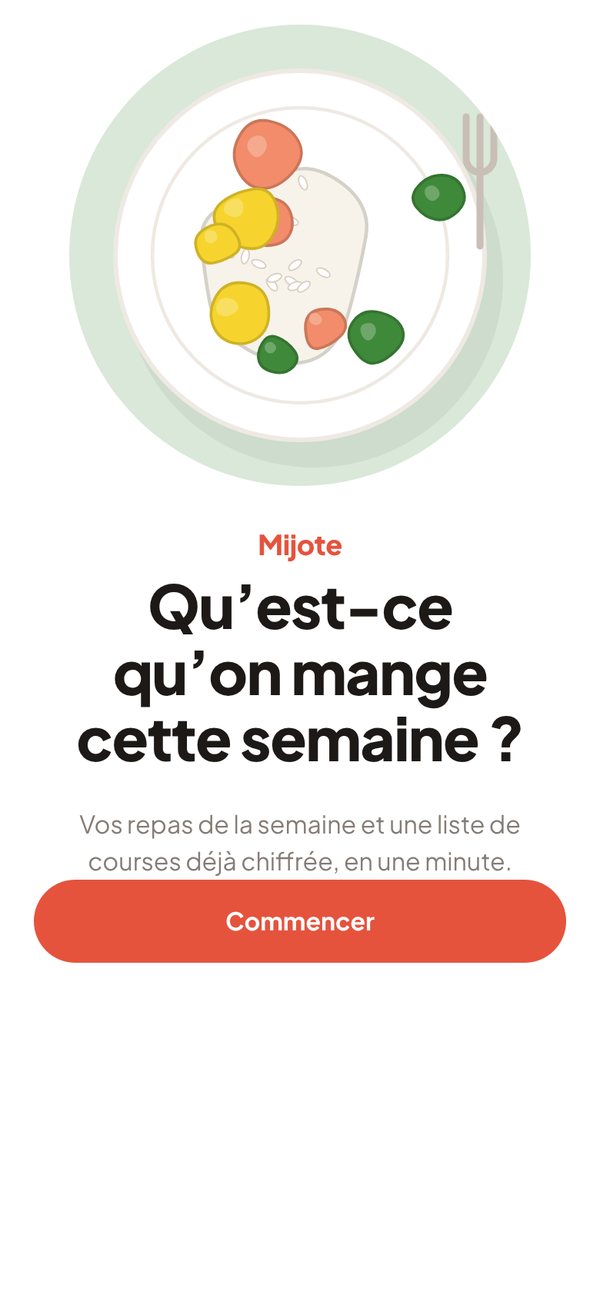 Mijote
Qu’est-ce
qu’on mange
cette semaine ?
Vos repas de la semaine et une liste de
courses déjà chiffrée, en une minute.
Commencer